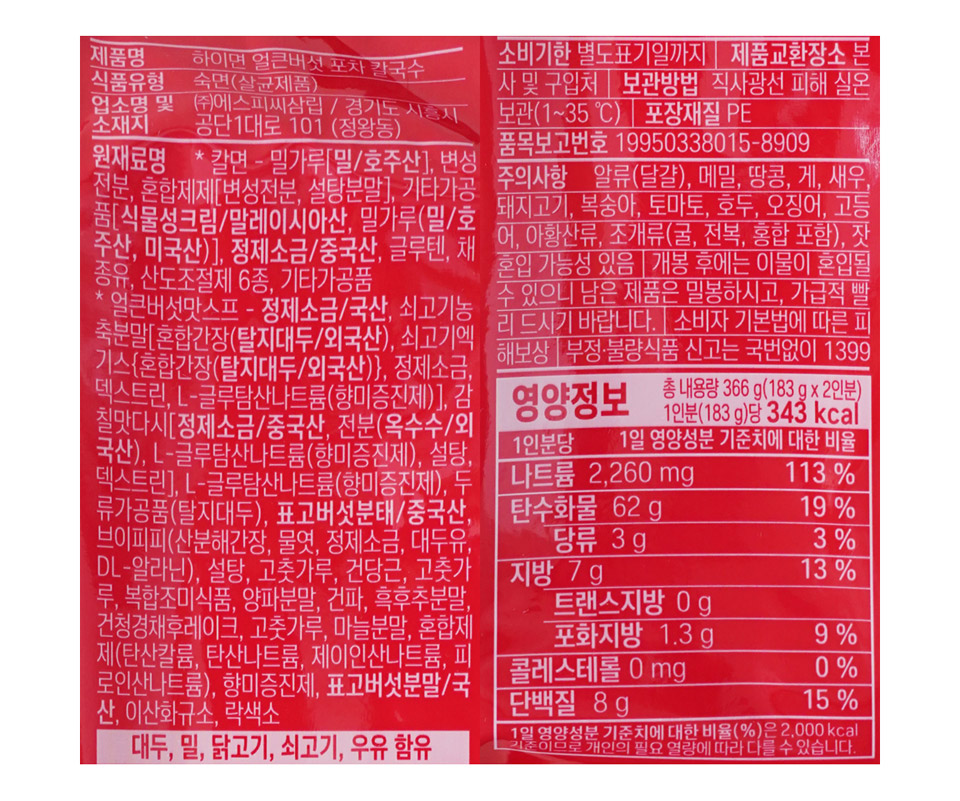 제품명 하이면 얼큰버섯 포차 칼국수
식품유형 숙면(살균제품)
업소명 및 소재지 ㈜에스피씨삼립 / 경기도 시흥시
공단1대로 101 (정왕동)
원재료명 * 칼면 - 밀가루[밀/호주산], 변성
전분, 혼합제제[변성전분, 설탕분말], 기타가공
품[식물성크림/말레이시아산, 밀가루(밀/호
주산, 미국산)], 정제소금/중국산, 글루텐, 채
종유, 산도조절제 6종, 기타가공품
* 얼큰버섯맛스프 - 정제소금/국산, 쇠고기농
축분말[혼합간장(탈지대두/외국산), 쇠고기엑
기스{혼합간장(탈지대두/외국산)}, 정제소금,
덱스트린, L-글루탐산나트륨(향미증진제)], 감
칠맛다시[정제소금/중국산, 전분(옥수수/외
국산), L-글루탐산나트륨(향미증진제), 설탕,
덱스트린], L-글루탐산나트륨(향미증진제), 두
류가공품(탈지대두), 표고버섯분태/중국산,
브이피피(산분해간장, 물엿, 정제소금, 대두유,
DL-알라닌), 설탕, 고춧가루, 건당근, 고춧가
루, 복합조미식품, 양파분말, 건파, 흑후추분말,
건청경채후레이크, 고춧가루, 마늘분말, 혼합제
제(탄산칼륨, 탄산나트륨, 제이인산나트륨, 피
로인산나트륨), 향미증진제, 표고버섯분말/국
산, 이산화규소, 락색소
대두, 밀, 닭고기, 쇠고기, 우유 함유
소비기한 별도표기일까지 | 제품교환장소 본
사 및 구입처 | 보관방법 직사광선 피해 실온
보관(1~35 ℃) | 포장재질 PE
품목보고번호 19950338015-8909
주의사항 알류(달걀), 메밀, 땅콩, 게, 새우,
돼지고기, 복숭아, 토마토, 호두, 오징어, 고등
어, 아황산류, 조개류(굴, 전복, 홍합 포함), 잣
혼입 가능성 있음 | 개봉 후에는 이물이 혼입될
수 있으니 남은 제품은 밀봉하시고, 가급적 빨
리 드시기 바랍니다. | 소비자 기본법에 따른 피
해보상 | 부정·불량식품 신고는 국번없이 1399
영양정보 총 내용량 366 g(183 g x 2인분)
1인분(183 g)당 343 kcal
1인분당 1일 영양성분 기준치에 대한 비율
나트륨 2,260 mg 113 %
탄수화물 62 g 19 %
당류 3 g 3 %
지방 7 g 13 %
트랜스지방 0 g
포화지방 1.3 g 9 %
콜레스테롤 0 mg 0 %
단백질 8 g 15 %
1일 영양성분 기준치에 대한 비율(%)은 2,000 kcal
기준이므로 개인의 필요 열량에 따라 다를 수 있습니다.